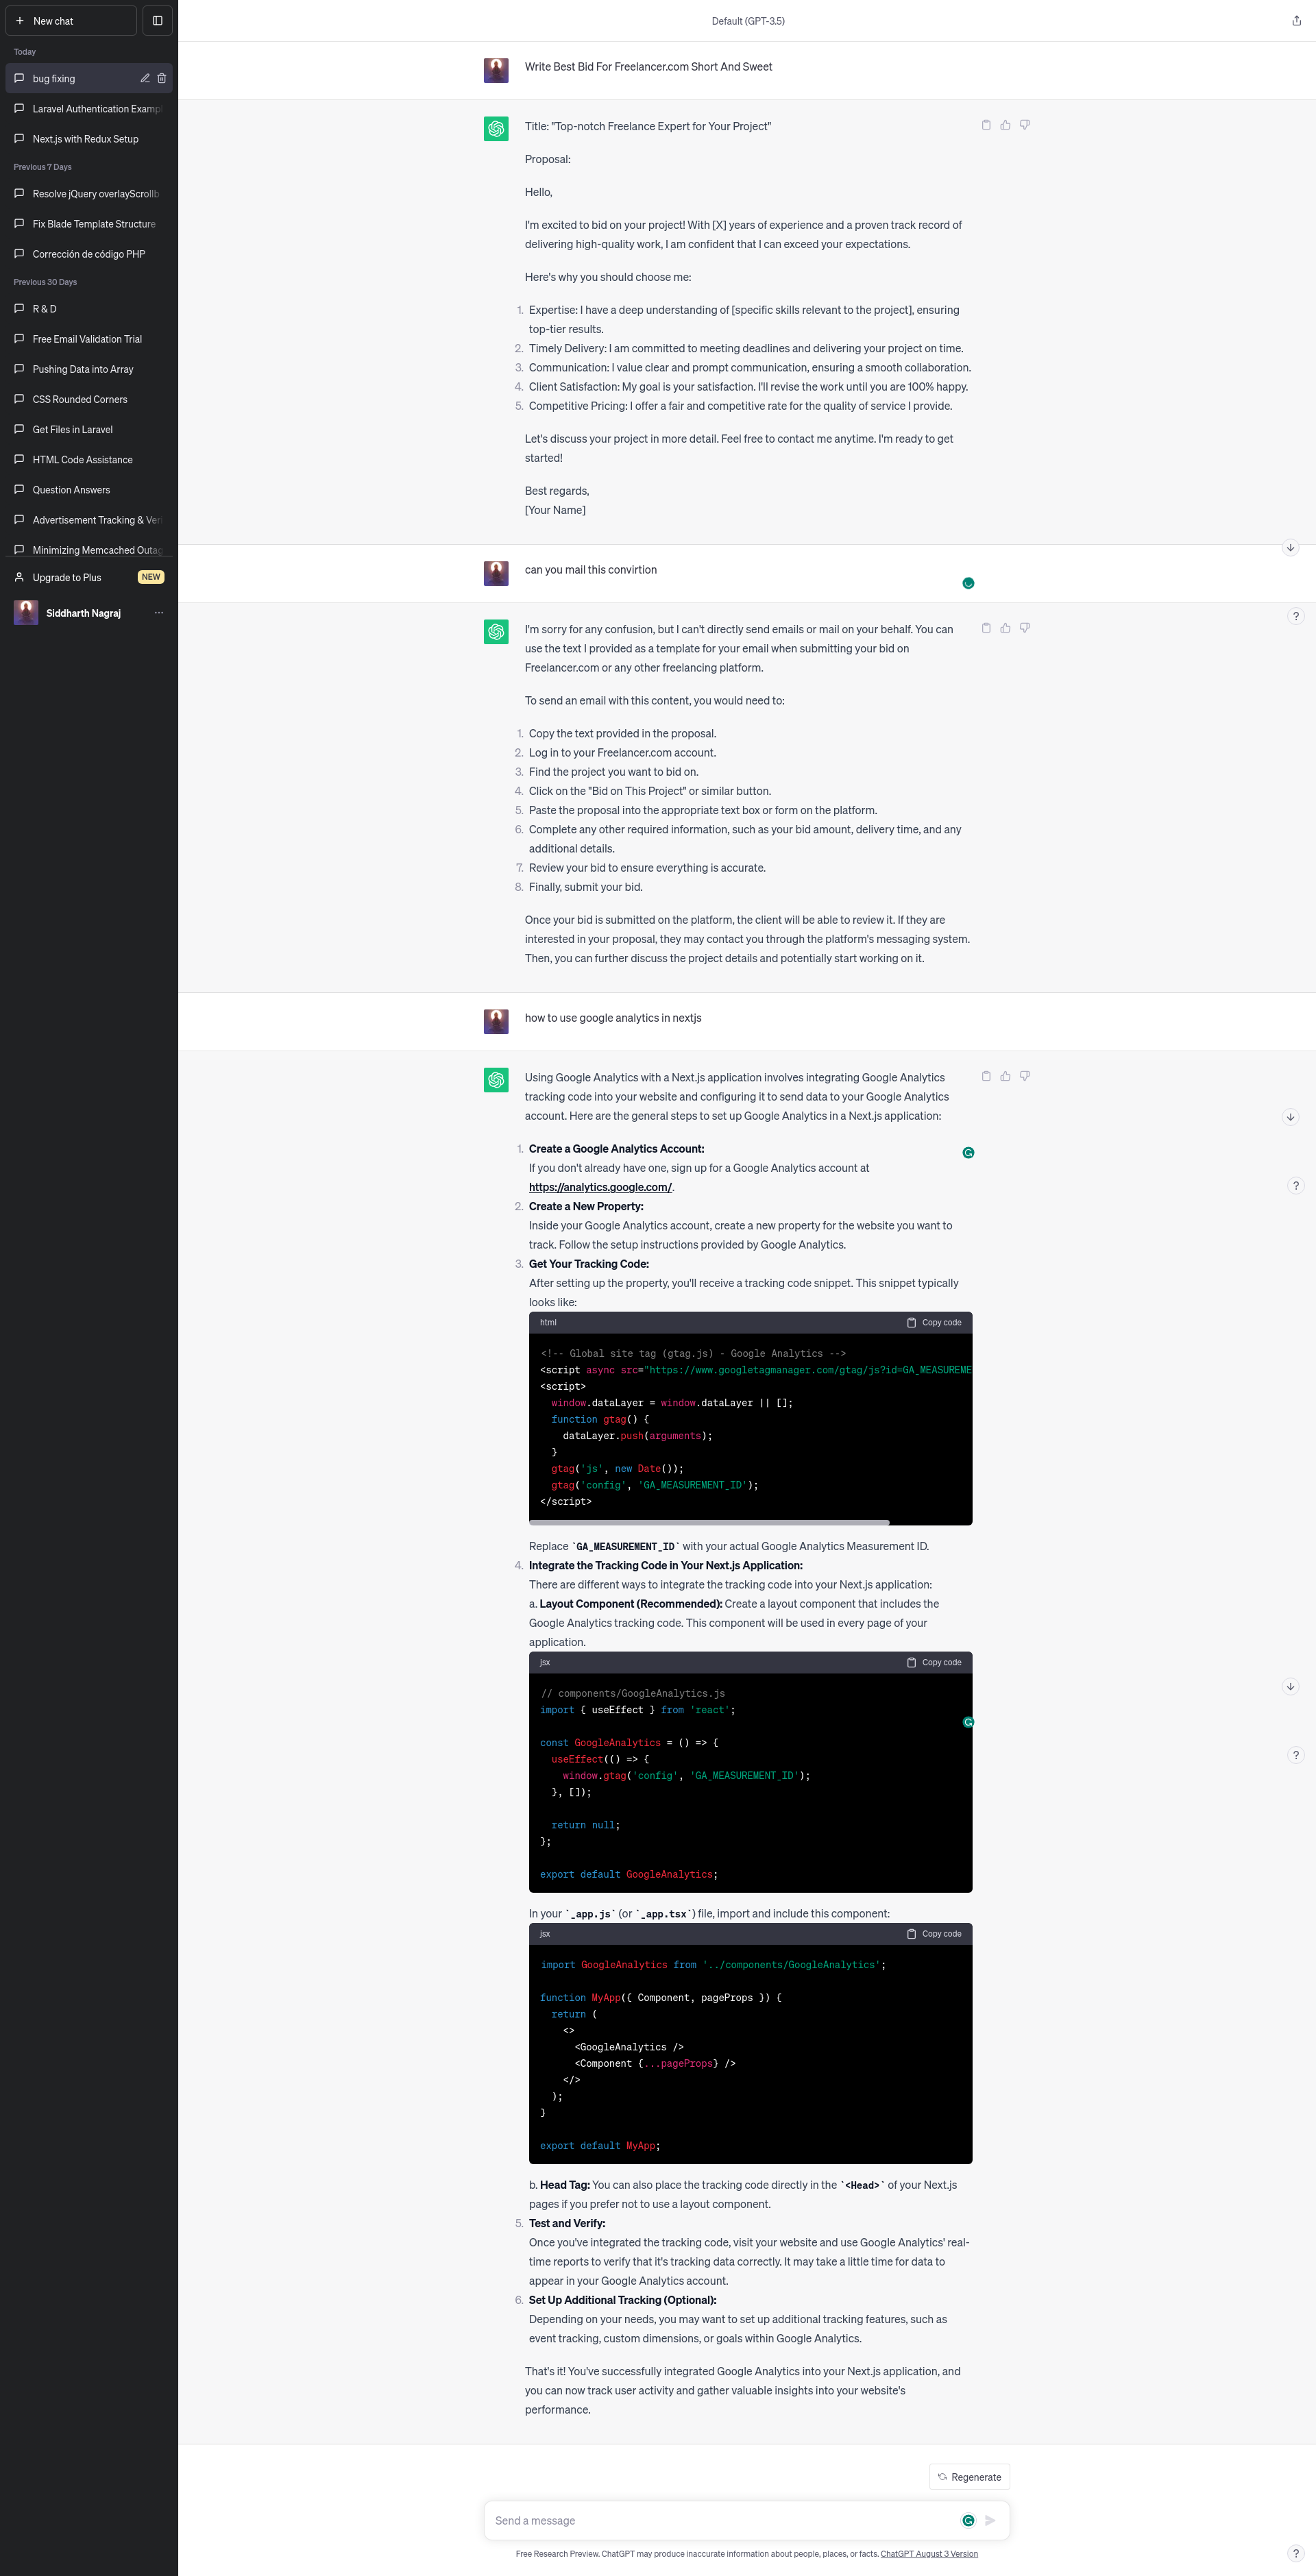 New chat
Today
bug fixing
Laravel Authentication Exampl
Next.js with Redux Setup
Previous 7 Days
Resolve jQuery overlayScrollb
Fix Blade Template Structure
Corrección de código PHP
Previous 30 Days
R & D
Free Email Validation Trial
Pushing Data into Array
CSS Rounded Corners
Get Files in Laravel
HTML Code Assistance
Question Answers
Advertisement Tracking & Veri
Minimizing Memcached Outag
Upgrade to Plus NEW
Siddharth Nagraj
Default (GPT-3.5)
Write Best Bid For Freelancer.com Short And Sweet
Title: "Top-notch Freelance Expert for Your Project"
Proposal:
Hello,
I'm excited to bid on your project! With [X] years of experience and a proven track record of
delivering high-quality work, I am confident that I can exceed your expectations.
Here's why you should choose me:
1. Expertise: I have a deep understanding of [specific skills relevant to the project], ensuring
top-tier results.
2. Timely Delivery: I am committed to meeting deadlines and delivering your project on time.
3. Communication: I value clear and prompt communication, ensuring a smooth collaboration.
4. Client Satisfaction: My goal is your satisfaction. I'll revise the work until you are 100% happy.
5. Competitive Pricing: I offer a fair and competitive rate for the quality of service I provide.
Let's discuss your project in more detail. Feel free to contact me anytime. I'm ready to get
started!
Best regards,
[Your Name]
can you mail this convirtion
?
I'm sorry for any confusion, but I can't directly send emails or mail on your behalf. You can
use the text I provided as a template for your email when submitting your bid on
Freelancer.com or any other freelancing platform.
To send an email with this content, you would need to:
1. Copy the text provided in the proposal.
2. Log in to your Freelancer.com account.
3. Find the project you want to bid on.
4. Click on the "Bid on This Project" or similar button.
5. Paste the proposal into the appropriate text box or form on the platform.
6. Complete any other required information, such as your bid amount, delivery time, and any
additional details.
7. Review your bid to ensure everything is accurate.
8. Finally, submit your bid.
Once your bid is submitted on the platform, the client will be able to review it. If they are
interested in your proposal, they may contact you through the platform's messaging system.
Then, you can further discuss the project details and potentially start working on it.
how to use google analytics in nextjs
Using Google Analytics with a Next.js application involves integrating Google Analytics
tracking code into your website and configuring it to send data to your Google Analytics
account. Here are the general steps to set up Google Analytics in a Next.js application:
1. Create a Google Analytics Account:
If you don't already have one, sign up for a Google Analytics account at
https://analytics.google.com/.
?
2. Create a New Property:
Inside your Google Analytics account, create a new property for the website you want to
track. Follow the setup instructions provided by Google Analytics.
3. Get Your Tracking Code:
After setting up the property, you'll receive a tracking code snippet. This snippet typically
looks like:
html Copy code
<!-- Global site tag (gtag.js) - Google Analytics -->
<script async src="https://www.googletagmanager.com/gtag/js?id=GA_MEASUREME
<script>
window.dataLayer = window.dataLayer || [];
function gtag() {
dataLayer.push(arguments);
}
gtag('js', new Date());
gtag('config', 'GA_MEASUREMENT_ID');
</script>
Replace `GA_MEASUREMENT_ID` with your actual Google Analytics Measurement ID.
4. Integrate the Tracking Code in Your Next.js Application:
There are different ways to integrate the tracking code into your Next.js application:
a. Layout Component (Recommended): Create a layout component that includes the
Google Analytics tracking code. This component will be used in every page of your
application.
jsx Copy code
// components/GoogleAnalytics.js
import { useEffect } from 'react';
const GoogleAnalytics = () => {
useEffect(() => {
?
window.gtag('config', 'GA_MEASUREMENT_ID');
}, []);
return null;
};
export default GoogleAnalytics;
In your `_app.js` (or `_app.tsx`) file, import and include this component:
jsx Copy code
import GoogleAnalytics from '../components/GoogleAnalytics';
function MyApp({ Component, pageProps }) {
return (
<>
<GoogleAnalytics />
<Component {...pageProps} />
</>
);
}
export default MyApp;
b. Head Tag: You can also place the tracking code directly in the `<Head>` of your Next.js
pages if you prefer not to use a layout component.
5. Test and Verify:
Once you've integrated the tracking code, visit your website and use Google Analytics' real-
time reports to verify that it's tracking data correctly. It may take a little time for data to
appear in your Google Analytics account.
6. Set Up Additional Tracking (Optional):
Depending on your needs, you may want to set up additional tracking features, such as
event tracking, custom dimensions, or goals within Google Analytics.
That's it! You've successfully integrated Google Analytics into your Next.js application, and
you can now track user activity and gather valuable insights into your website's
performance.
Regenerate
Send a message
Free Research Preview. ChatGPT may produce inaccurate information about people, places, or facts. ChatGPT August 3 Version
?